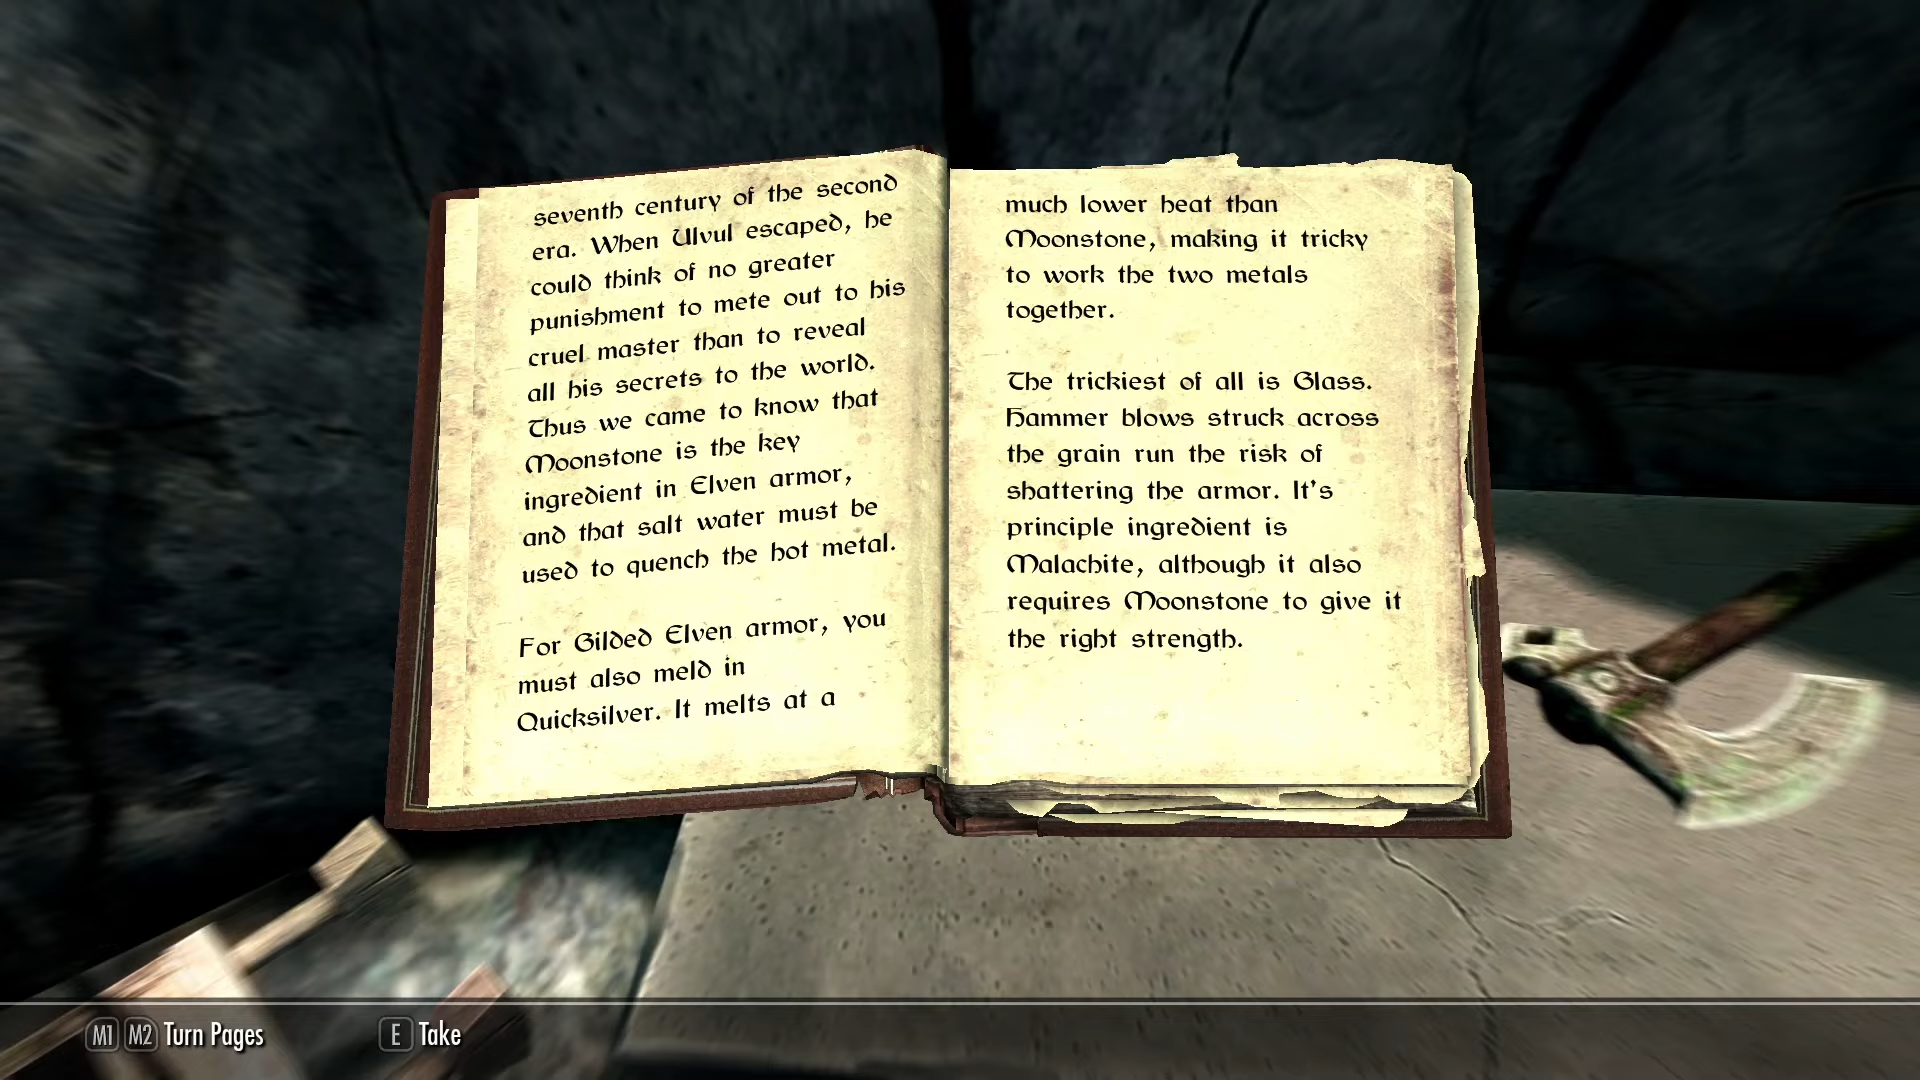 seventh century of the second
era. When Ulvul escaped, he
could think of no greater
punishment to mete out to his
cruel master than to reveal
all his secrets to the world.
Thus we came to know that
Moonstone is the key
ingredient in Elven armor,
and that salt water must be
used to quench the hot metal.
For Gilded Elven armor, you
must also meld in
Quicksilver. It melts at a
much lower heat than
Moonstone, making it tricky
to work the two metals
together.
The trickiest of all is Glass.
Hammer blows struck across
the grain run the risk of
shattering the armor. It's
principle ingredient is
Malachite, although it also
requires Moonstone to give it
the right strength.
M1 M2 Turn Pages
E Take